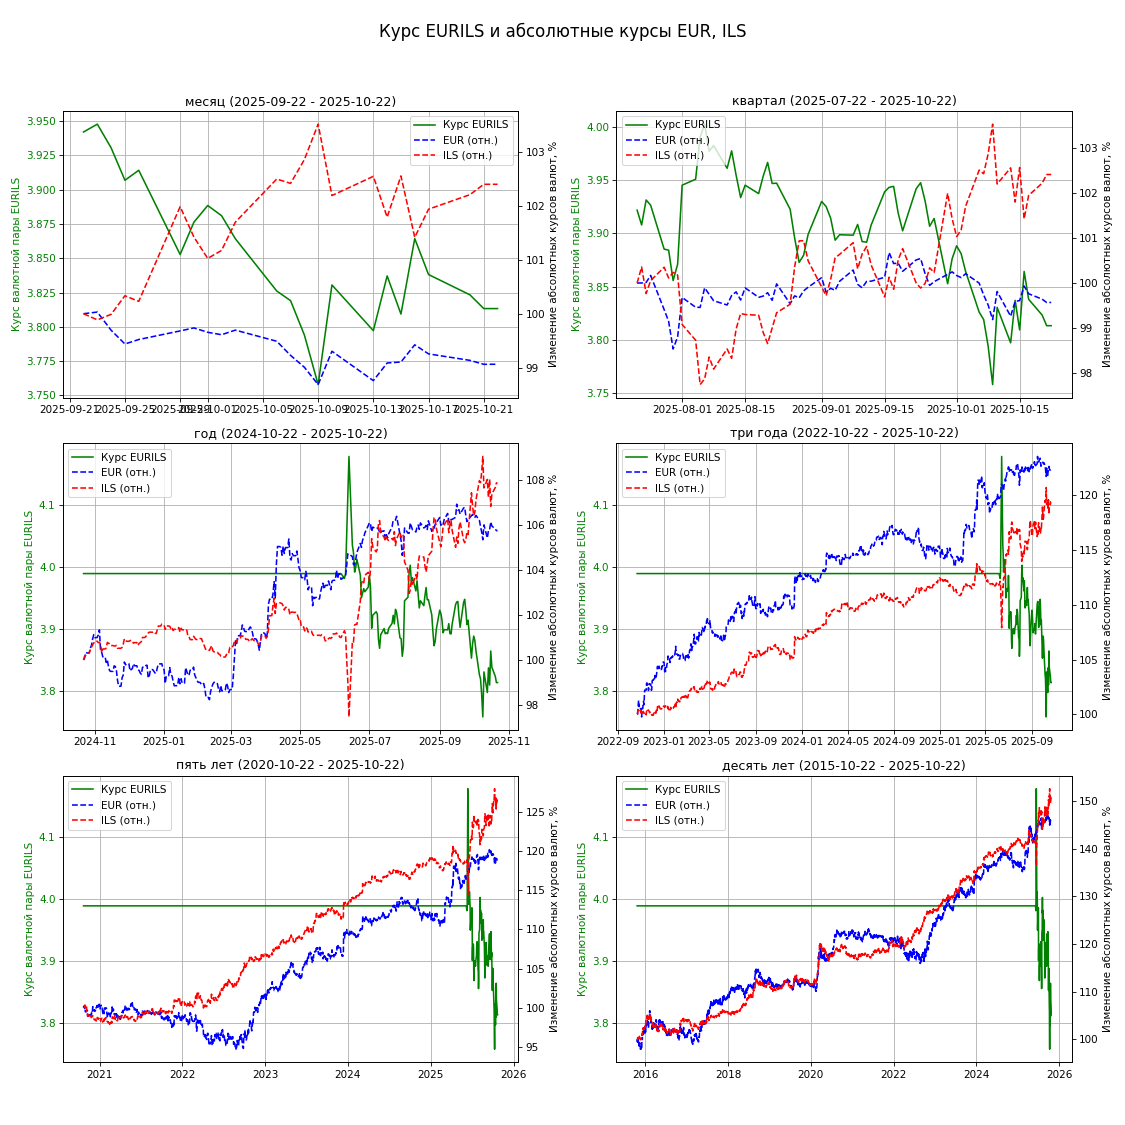 Курс EURILS и абсолютные курсы EUR, ILS
месяц (2025-09-22 - 2025-10-22)
Курс валютной пары EURILS
3.950
3.925
3.900
3.875
3.850
3.825
3.800
3.775
3.750
Курс EURILS
EUR (отн.)
ILS (отн.)
103
102
101
100
99
Изменение абсолютных курсов валют, %
2025-09-21
2025-09-25
2025-09-29
2025-10-01
2025-10-05
2025-10-09
2025-10-13
2025-10-17
2025-10-21
квартал (2025-07-22 - 2025-10-22)
Курс валютной пары EURILS
4.00
3.95
3.90
3.85
3.80
3.75
Курс EURILS
EUR (отн.)
ILS (отн.)
103
102
101
100
99
98
Изменение абсолютных курсов валют, %
2025-08-01
2025-08-15
2025-09-01
2025-09-15
2025-10-01
2025-10-15
год (2024-10-22 - 2025-10-22)
Курс валютной пары EURILS
4.1
4.0
3.9
3.8
Курс EURILS
EUR (отн.)
ILS (отн.)
108
106
104
102
100
98
Изменение абсолютных курсов валют, %
2024-11
2025-01
2025-03
2025-05
2025-07
2025-09
2025-11
три года (2022-10-22 - 2025-10-22)
Курс валютной пары EURILS
4.1
4.0
3.9
3.8
Курс EURILS
EUR (отн.)
ILS (отн.)
120
115
110
105
100
Изменение абсолютных курсов валют, %
2022-09
2023-01
2023-05
2023-09
2024-01
2024-05
2024-09
2025-01
2025-05
2025-09
пять лет (2020-10-22 - 2025-10-22)
Курс валютной пары EURILS
4.1
4.0
3.9
3.8
Курс EURILS
EUR (отн.)
ILS (отн.)
125
120
115
110
105
100
95
Изменение абсолютных курсов валют, %
2021
2022
2023
2024
2025
2026
десять лет (2015-10-22 - 2025-10-22)
Курс валютной пары EURILS
4.1
4.0
3.9
3.8
Курс EURILS
EUR (отн.)
ILS (отн.)
150
140
130
120
110
100
Изменение абсолютных курсов валют, %
2016
2018
2020
2022
2024
2026